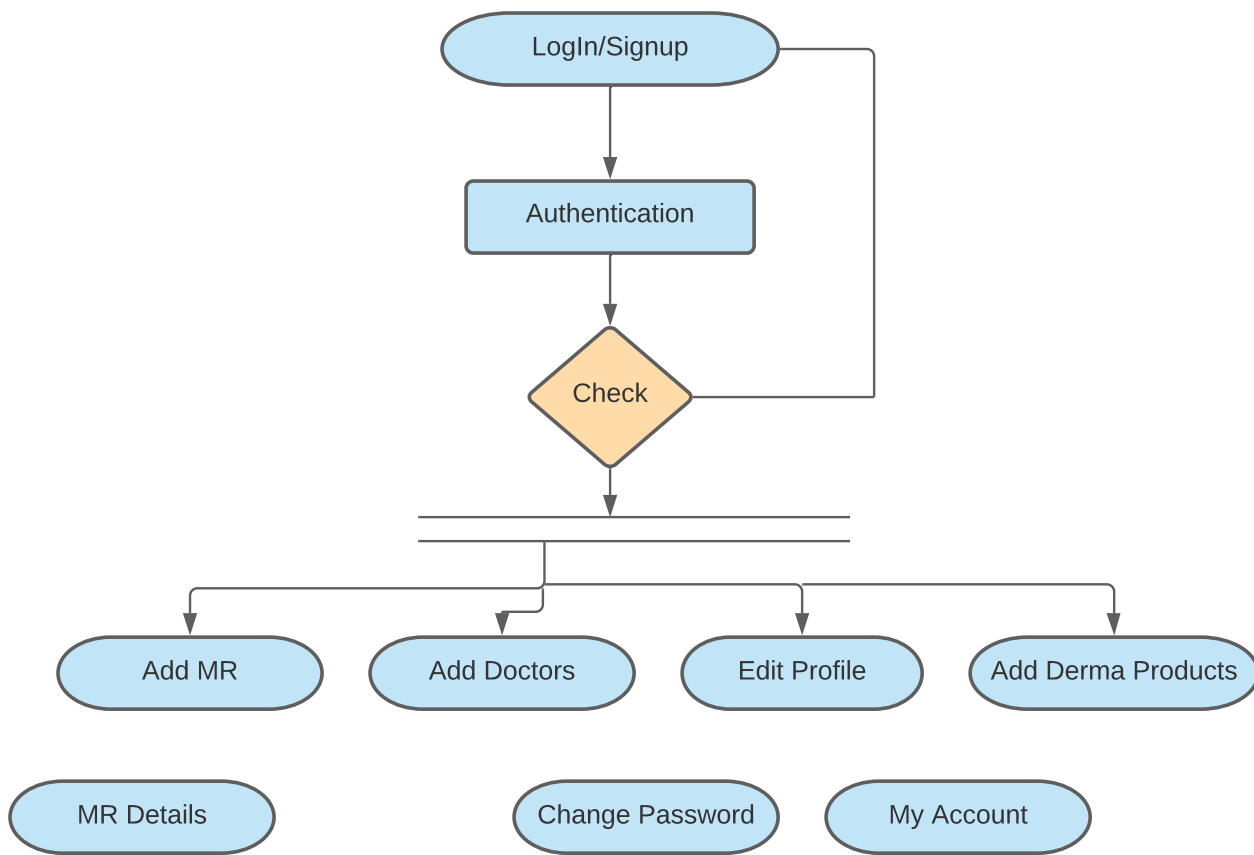 LogIn/Signup
Authentication
Check
Add MR
Add Doctors
Edit Profile
Add Derma Products
MR Details
Change Password
My Account